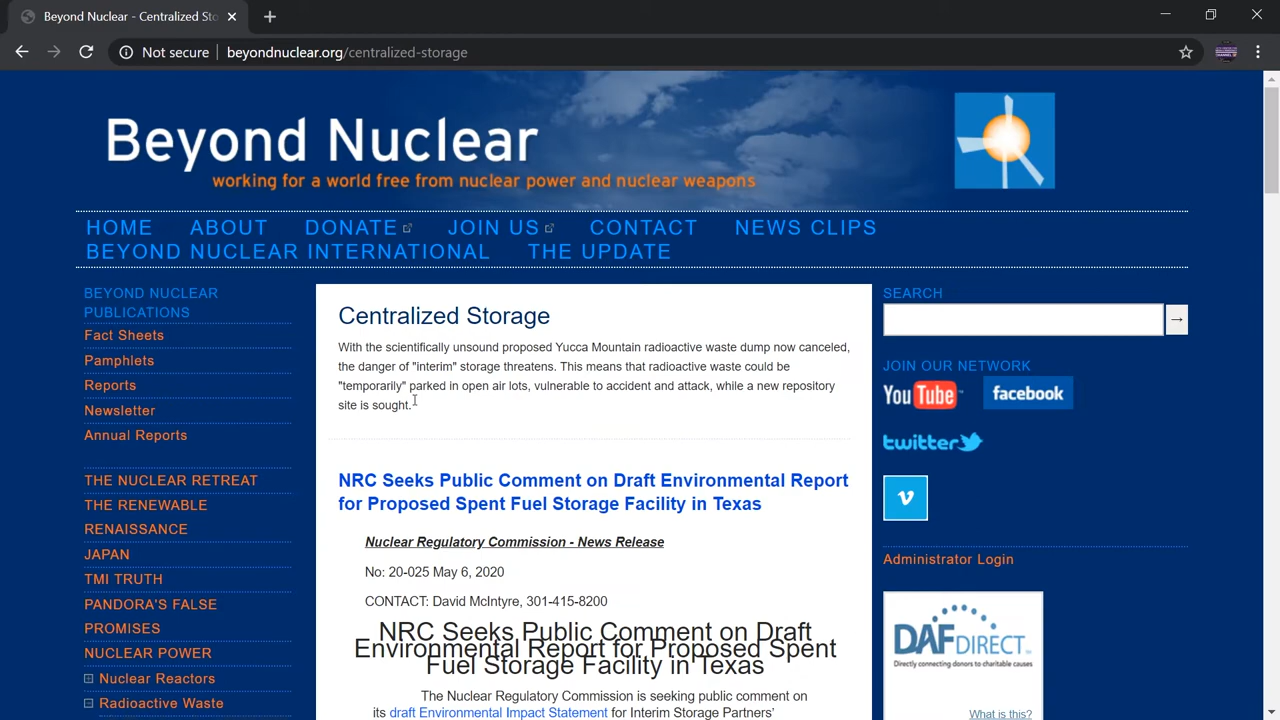 Beyond Nuclear - Centralized Sto
Not secure
beyondnuclear.org/centralized-storage
Beyond Nuclear
working for a world free from nuclear power and nuclear weapons
HOME ABOUT DONATE JOIN US CONTACT NEWS CLIPS
BEYOND NUCLEAR INTERNATIONAL THE UPDATE
BEYOND NUCLEAR
PUBLICATIONS
Fact Sheets
Pamphlets
Reports
Newsletter
Annual Reports
THE NUCLEAR RETREAT
THE RENEWABLE
RENAISSANCE
JAPAN
TMI TRUTH
PANDORA'S FALSE
PROMISES
NUCLEAR POWER
Nuclear Reactors
Radioactive Waste
Centralized Storage
With the scientifically unsound proposed Yucca Mountain radioactive waste dump now canceled,
the danger of "interim" storage threatens. This means that radioactive waste could be
"temporarily" parked in open air lots, vulnerable to accident and attack, while a new repository
site is sought.
NRC Seeks Public Comment on Draft Environmental Report
for Proposed Spent Fuel Storage Facility in Texas
Nuclear Regulatory Commission - News Release
No: 20-025 May 6, 2020
CONTACT: David McIntyre, 301-415-8200
NRC Seeks Public Comment on Draft
Environmental Report for Proposed Spent
Fuel Storage Facility in Texas
The Nuclear Regulatory Commission is seeking public comment on
its draft Environmental Impact Statement for Interim Storage Partners'
SEARCH
→
JOIN OUR NETWORK
YouTube facebook
twitter
v
Administrator Login
DAFDIRECT
Directly connecting donors to charitable causes
What is this?